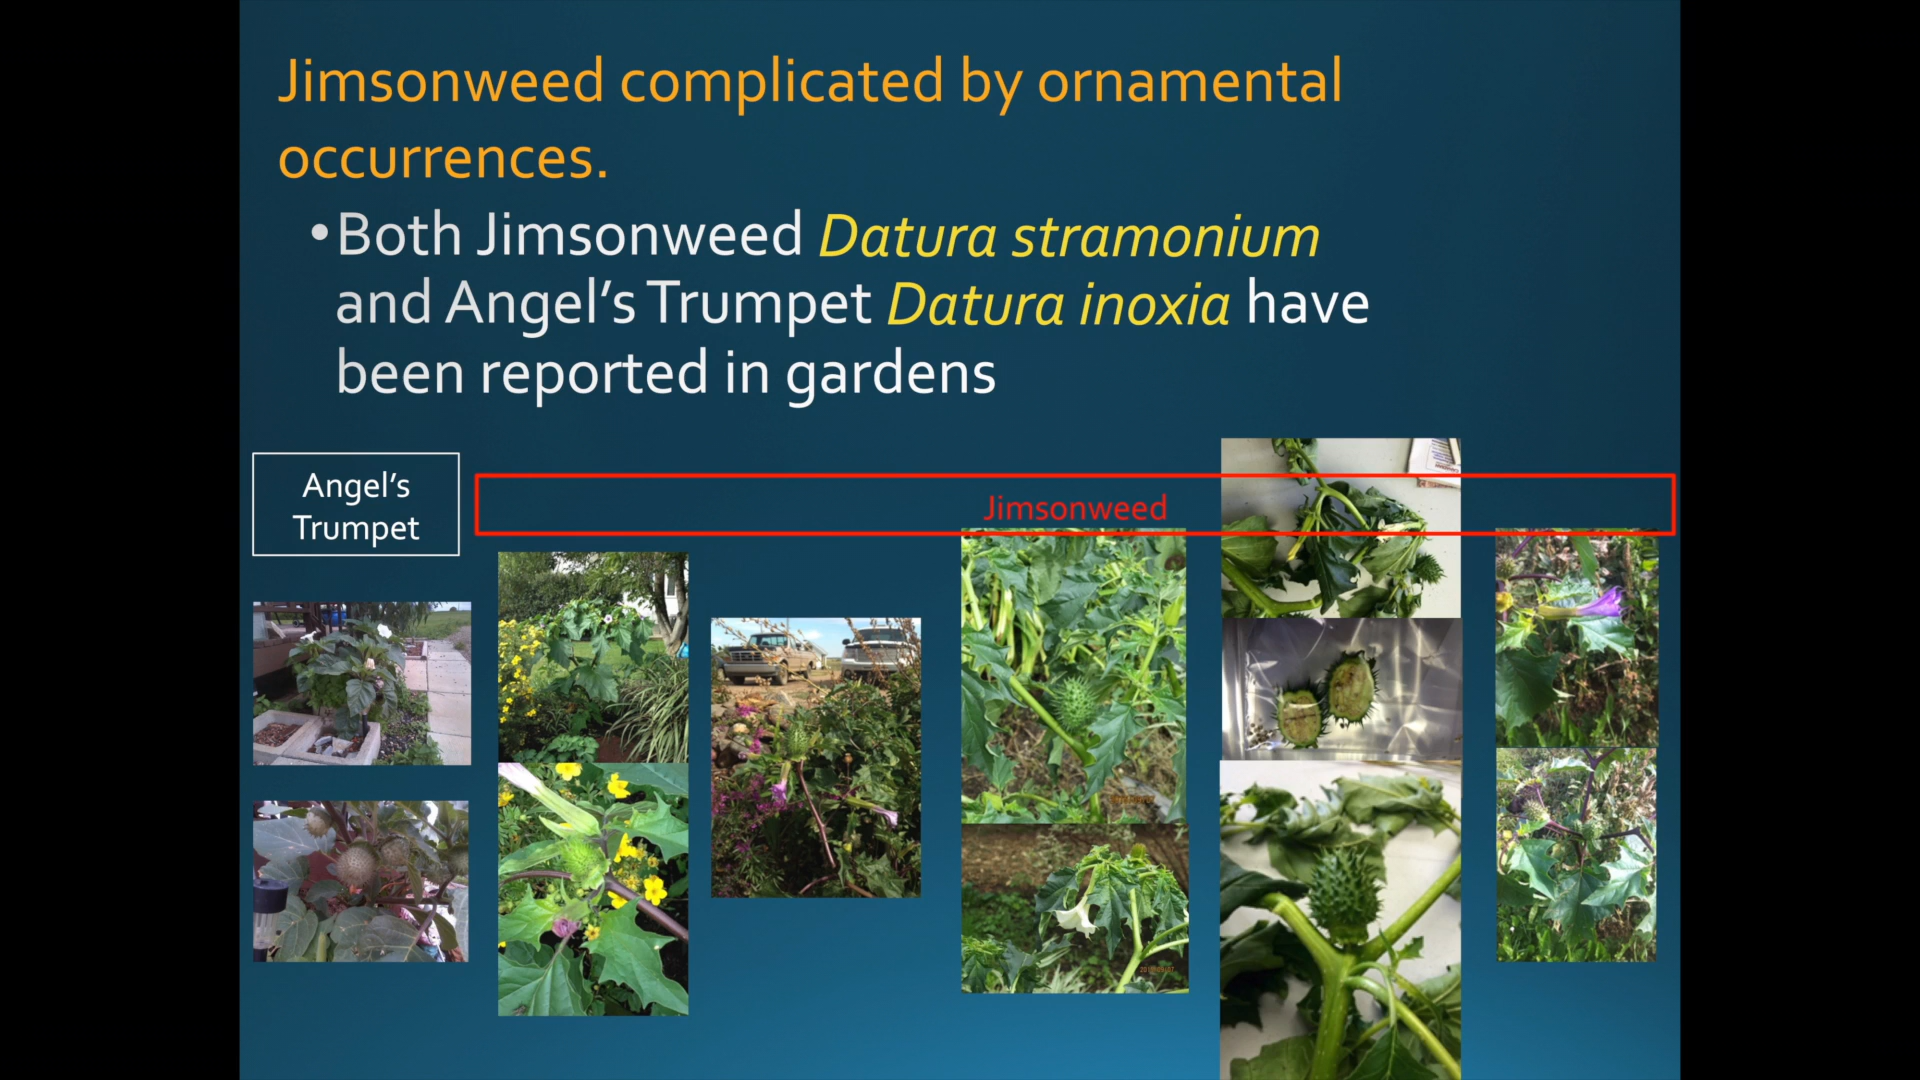 Jimsonweed complicated by ornamental
occurrences.
•Both Jimsonweed Datura stramonium
and Angel's Trumpet Datura inoxia have
been reported in gardens
Angel's
Trumpet
Jimsonweed